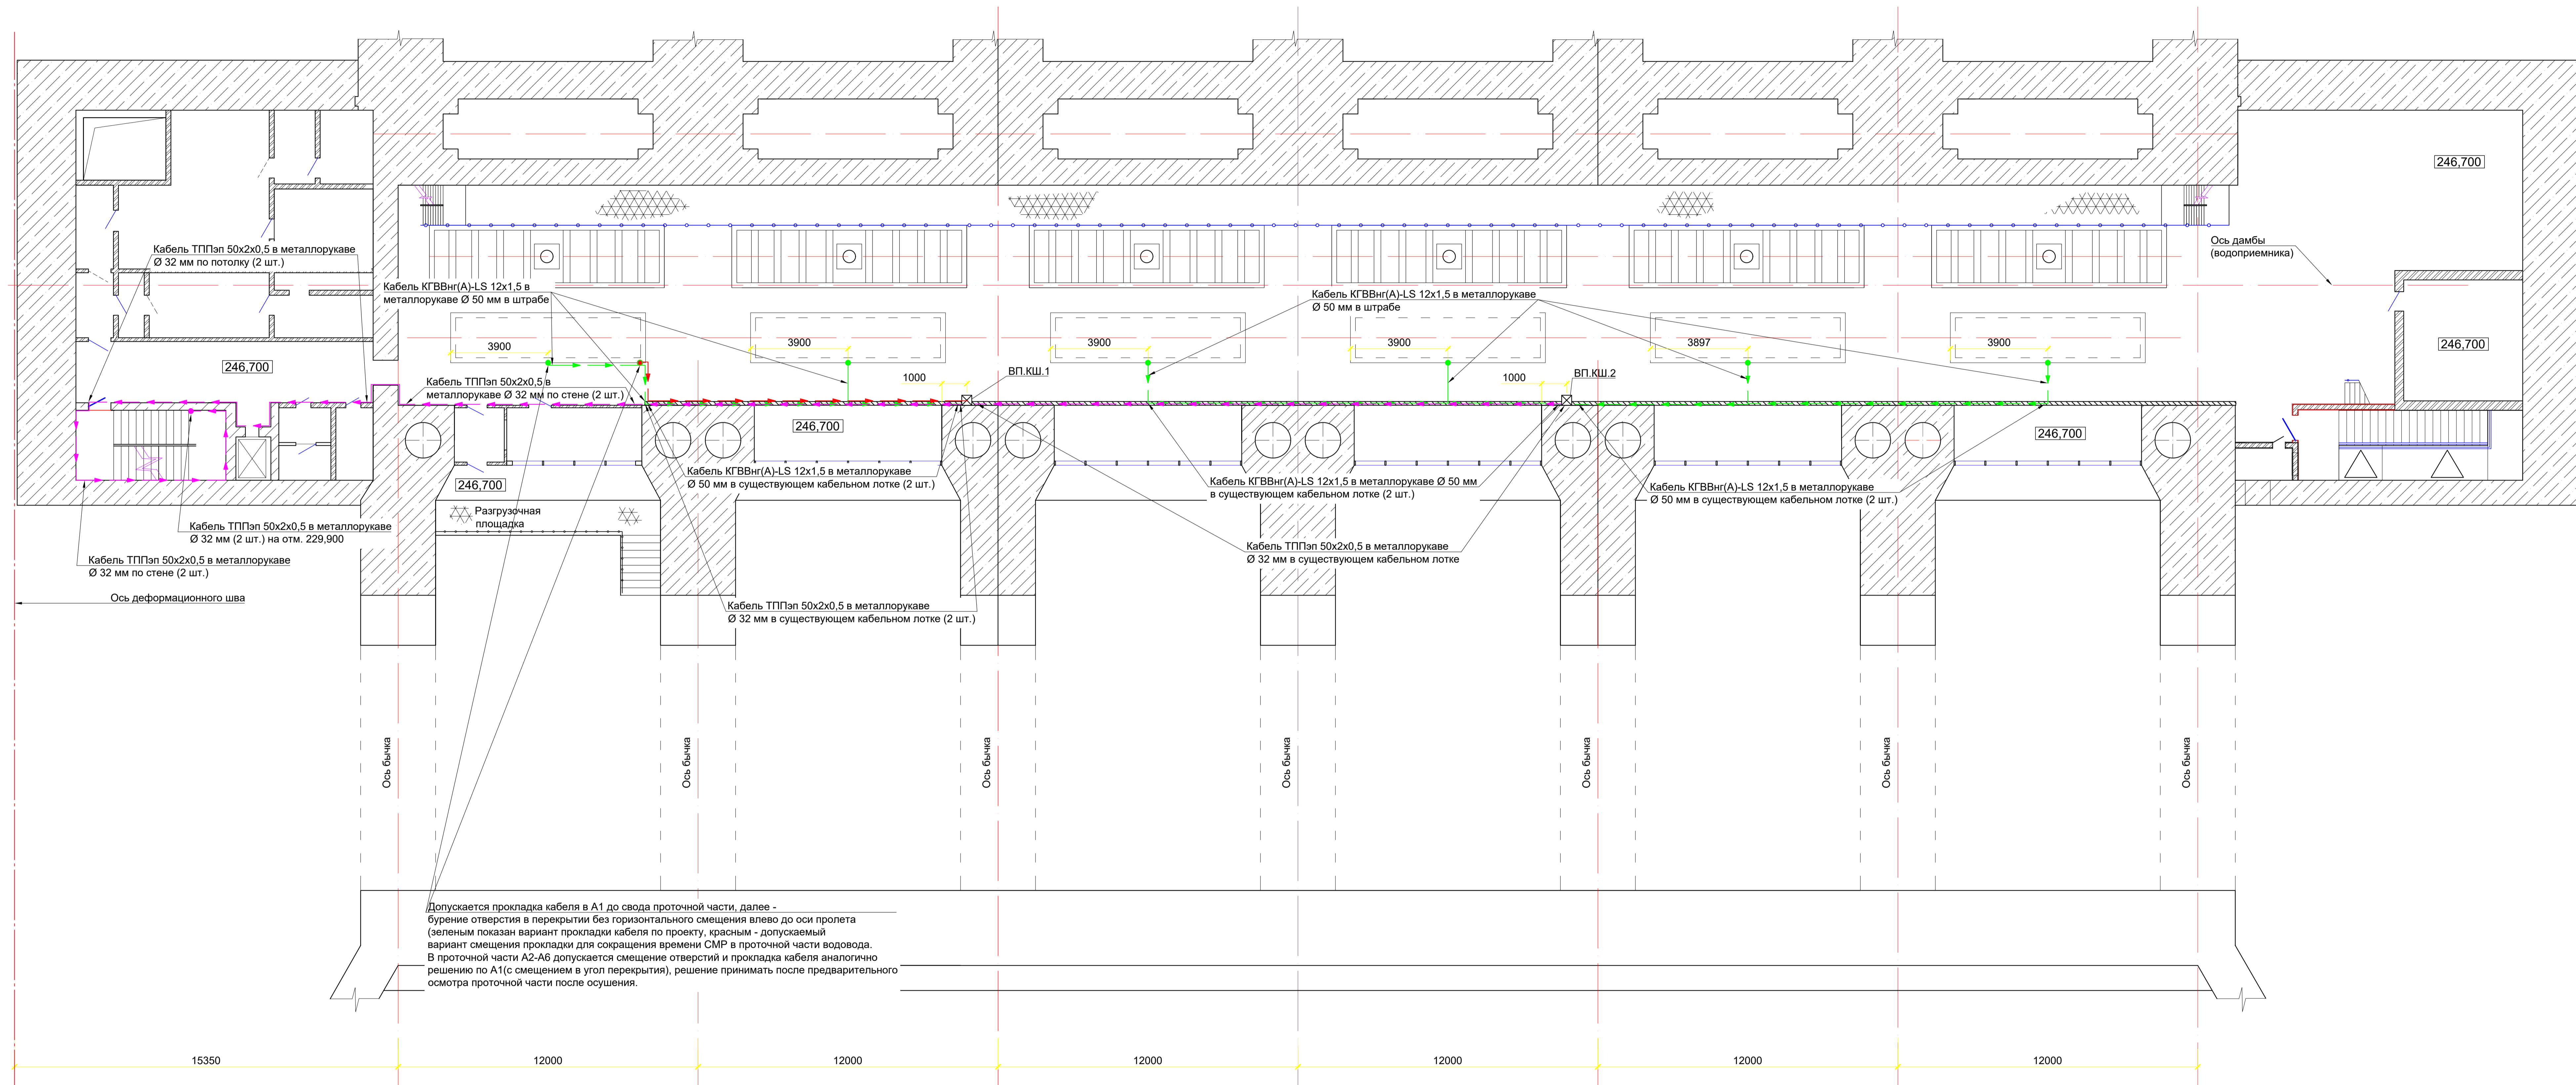 246,700
Кабель ТППэп 50х2х0,5 в металлорукаве
Ø 32 мм по потолку (2 шт.)
Ось дамбы
(водоприемника)
Кабель КГВВнг(А)-LS 12х1,5 в
металлорукаве Ø 50 мм в штрабе
Кабель КГВВнг(А)-LS 12х1,5 в металлорукаве
Ø 50 мм в штрабе
3900
3900
3900
3900
3897
3900
246,700
246,700
1000
ВП.КШ.1
1000
ВП.КШ.2
Кабель ТППэп 50х2х0,5 в
металлорукаве Ø 32 мм по стене (2 шт.)
246,700
246,700
Кабель КГВВнг(А)-LS 12х1,5 в металлорукаве
Ø 50 мм в существующем кабельном лотке (2 шт.)
Кабель КГВВнг(А)-LS 12х1,5 в металлорукаве Ø 50 мм
в существующем кабельном лотке (2 шт.)
Кабель КГВВнг(А)-LS 12х1,5 в металлорукаве
Ø 50 мм в существующем кабельном лотке (2 шт.)
246,700
Разгрузочная
площадка
Кабель ТППэп 50х2х0,5 в металлорукаве
Ø 32 мм (2 шт.) на отм. 229,900
Кабель ТППэп 50х2х0,5 в металлорукаве
Ø 32 мм в существующем кабельном лотке
Кабель ТППэп 50х2х0,5 в металлорукаве
Ø 32 мм по стене (2 шт.)
Ось деформационного шва
Кабель ТППэп 50х2х0,5 в металлорукаве
Ø 32 мм в существующем кабельном лотке (2 шт.)
Ось бычка
Ось бычка
Ось бычка
Ось бычка
Ось бычка
Ось бычка
Ось бычка
Допускается прокладка кабеля в А1 до свода проточной части, далее -
бурение отверстия в перекрытии без горизонтального смещения влево до оси пролета
(зеленым показан вариант прокладки кабеля по проекту, красным - допускаемый
вариант смещения прокладки для сокращения времени СМР в проточной части водовода.
В проточной части А2-А6 допускается смещение отверстий и прокладка кабеля аналогично
решению по А1(с смещением в угол перекрытия), решение принимать после предварительного
осмотра проточной части после осушения.
15350
12000
12000
12000
12000
12000
12000